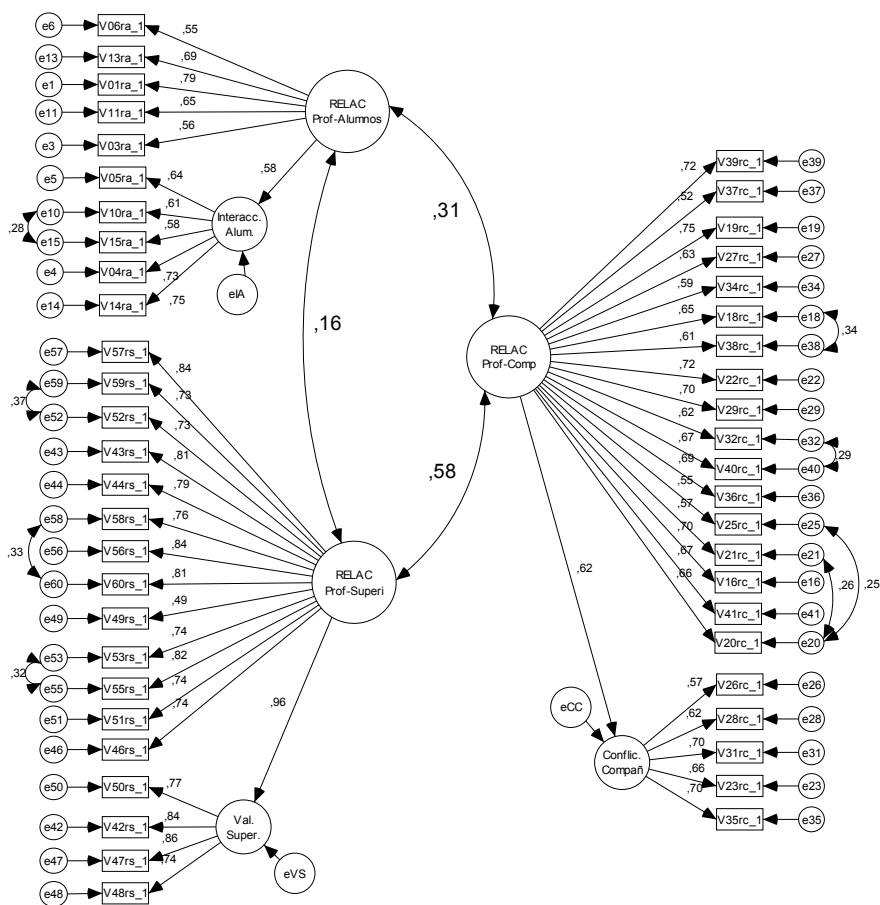 e6 V06ra_1 ,55
e13 V13ra_1 ,69
e1 V01ra_1 ,79
e11 V11ra_1 ,65
e3 V03ra_1 ,56
RELAC
Prof-Alumnos
,58
e5 V05ra_1 ,64
e10 V10ra_1 ,61
,28
e15 V15ra_1 ,58
e4 V04ra_1 ,73
e14 V14ra_1 ,75
Interacc.
Alum.
eIA
,31
,16
,58
e57 V57rs_1 ,84
e59 V59rs_1 ,73
,37
e52 V52rs_1 ,73
e43 V43rs_1 ,81
e44 V44rs_1 ,79
e58 V58rs_1 ,76
,33
e56 V56rs_1 ,84
e60 V60rs_1 ,81
e49 V49rs_1 ,49
e53 V53rs_1 ,74
,32
e55 V55rs_1 ,82
e51 V51rs_1 ,74
e46 V46rs_1 ,74
RELAC
Prof-Superi
,96
e50 V50rs_1 ,77
e42 V42rs_1 ,84
e47 V47rs_1 ,86
e48 V48rs_1 ,74
Val.
Super.
eVS
RELAC
Prof-Comp
,72 V39rc_1 e39
,52 V37rc_1 e37
,75 V19rc_1 e19
,63 V27rc_1 e27
,59 V34rc_1 e34
,65 V18rc_1 e18
,34
,61 V38rc_1 e38
,72 V22rc_1 e22
,70 V29rc_1 e29
,62 V32rc_1 e32
,29
,67 V40rc_1 e40
,69 V36rc_1 e36
,55 V25rc_1 e25
,57 V21rc_1 e21
,70 V16rc_1 e16
,26 ,25
,67 V41rc_1 e41
,66 V20rc_1 e20
,62
eCC
Conflic.
Compañ
,57 V26rc_1 e26
,62 V28rc_1 e28
,70 V31rc_1 e31
,66 V23rc_1 e23
,70 V35rc_1 e35